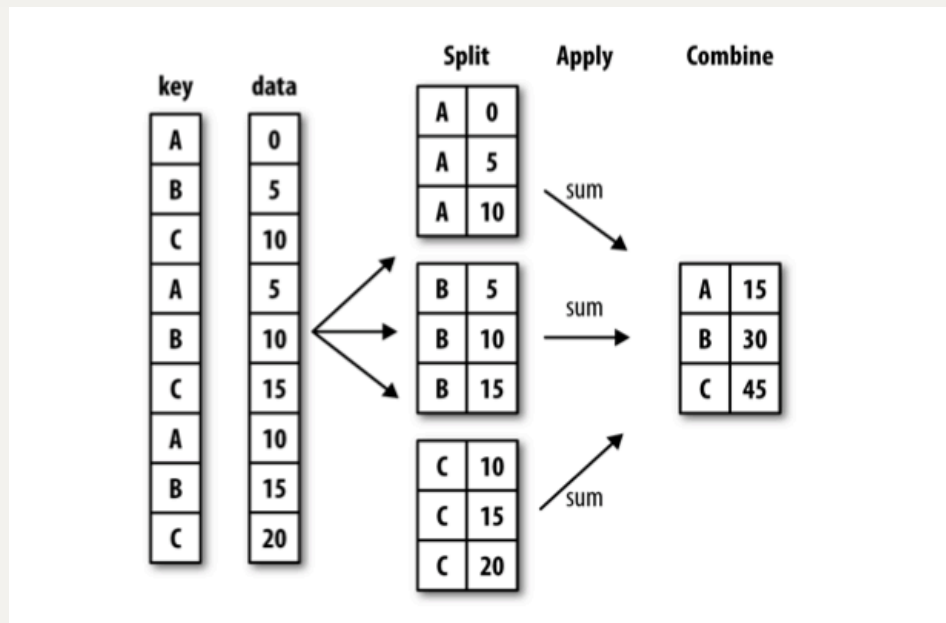 Split Apply Combine
key data
A 0
B 5
C 10
A 5
B 10
C 15
A 10
B 15
C 20
A 0
A 5
A 10
B 5
B 10
B 15
C 10
C 15
C 20
sum
sum
sum
A 15
B 30
C 45